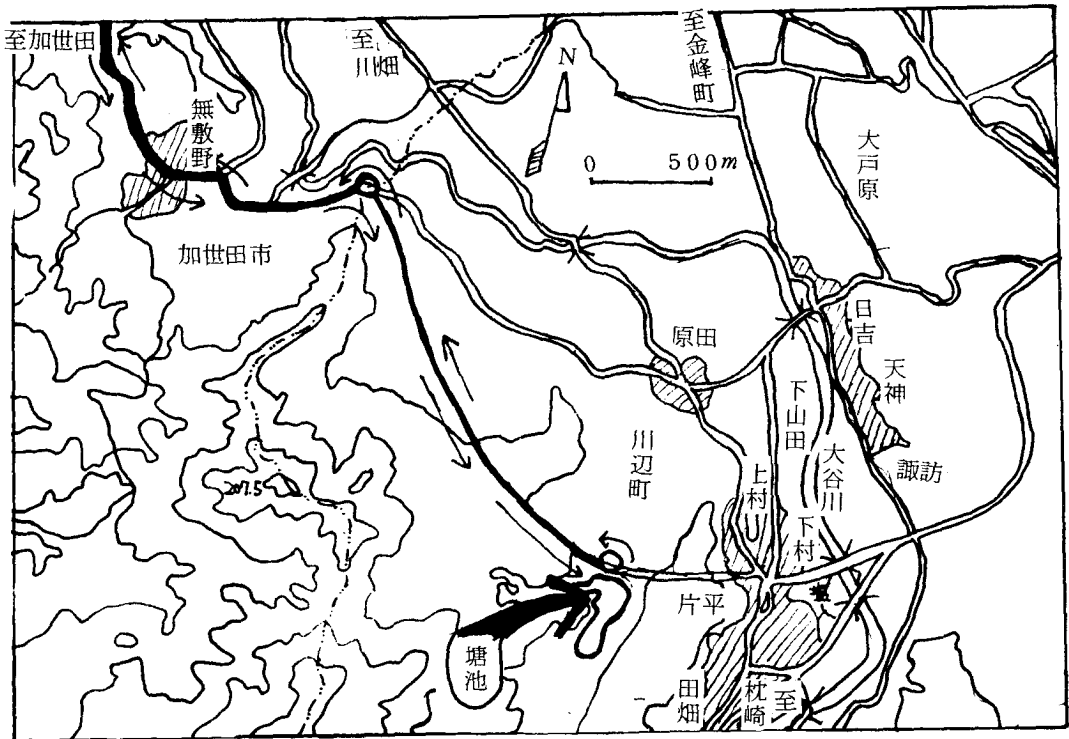 至加世田
至川畑
至金峰町
N
無敷野
0 500m
大戸原
加世田市
日吉
原田
天神
下山田
川辺町
大谷川
上村
諏訪
207.5
下村
片平
塘池
田畑
至枕崎